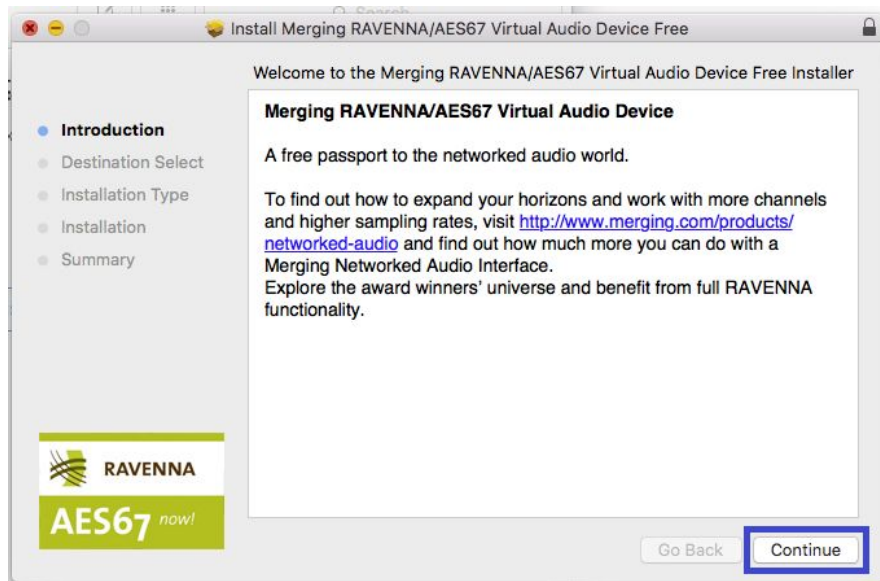 Search
Install Merging RAVENNA/AES67 Virtual Audio Device Free
Welcome to the Merging RAVENNA/AES67 Virtual Audio Device Free Installer
Introduction
Destination Select
Installation Type
Installation
Summary
Merging RAVENNA/AES67 Virtual Audio Device
A free passport to the networked audio world.
To find out how to expand your horizons and work with more channels
and higher sampling rates, visit http://www.merging.com/products/
networked-audio and find out how much more you can do with a
Merging Networked Audio Interface.
Explore the award winners' universe and benefit from full RAVENNA
functionality.
RAVENNA
AES67 now!
Go Back
Continue